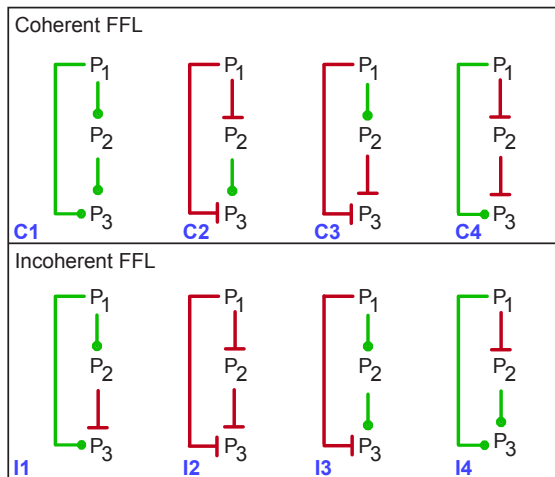 Coherent FFL
P1 P1 P1 P1
P2 P2 P2 P2
P3 P3 P3 P3
C1 C2 C3 C4
Incoherent FFL
P1 P1 P1 P1
P2 P2 P2 P2
P3 P3 P3 P3
I1 I2 I3 I4